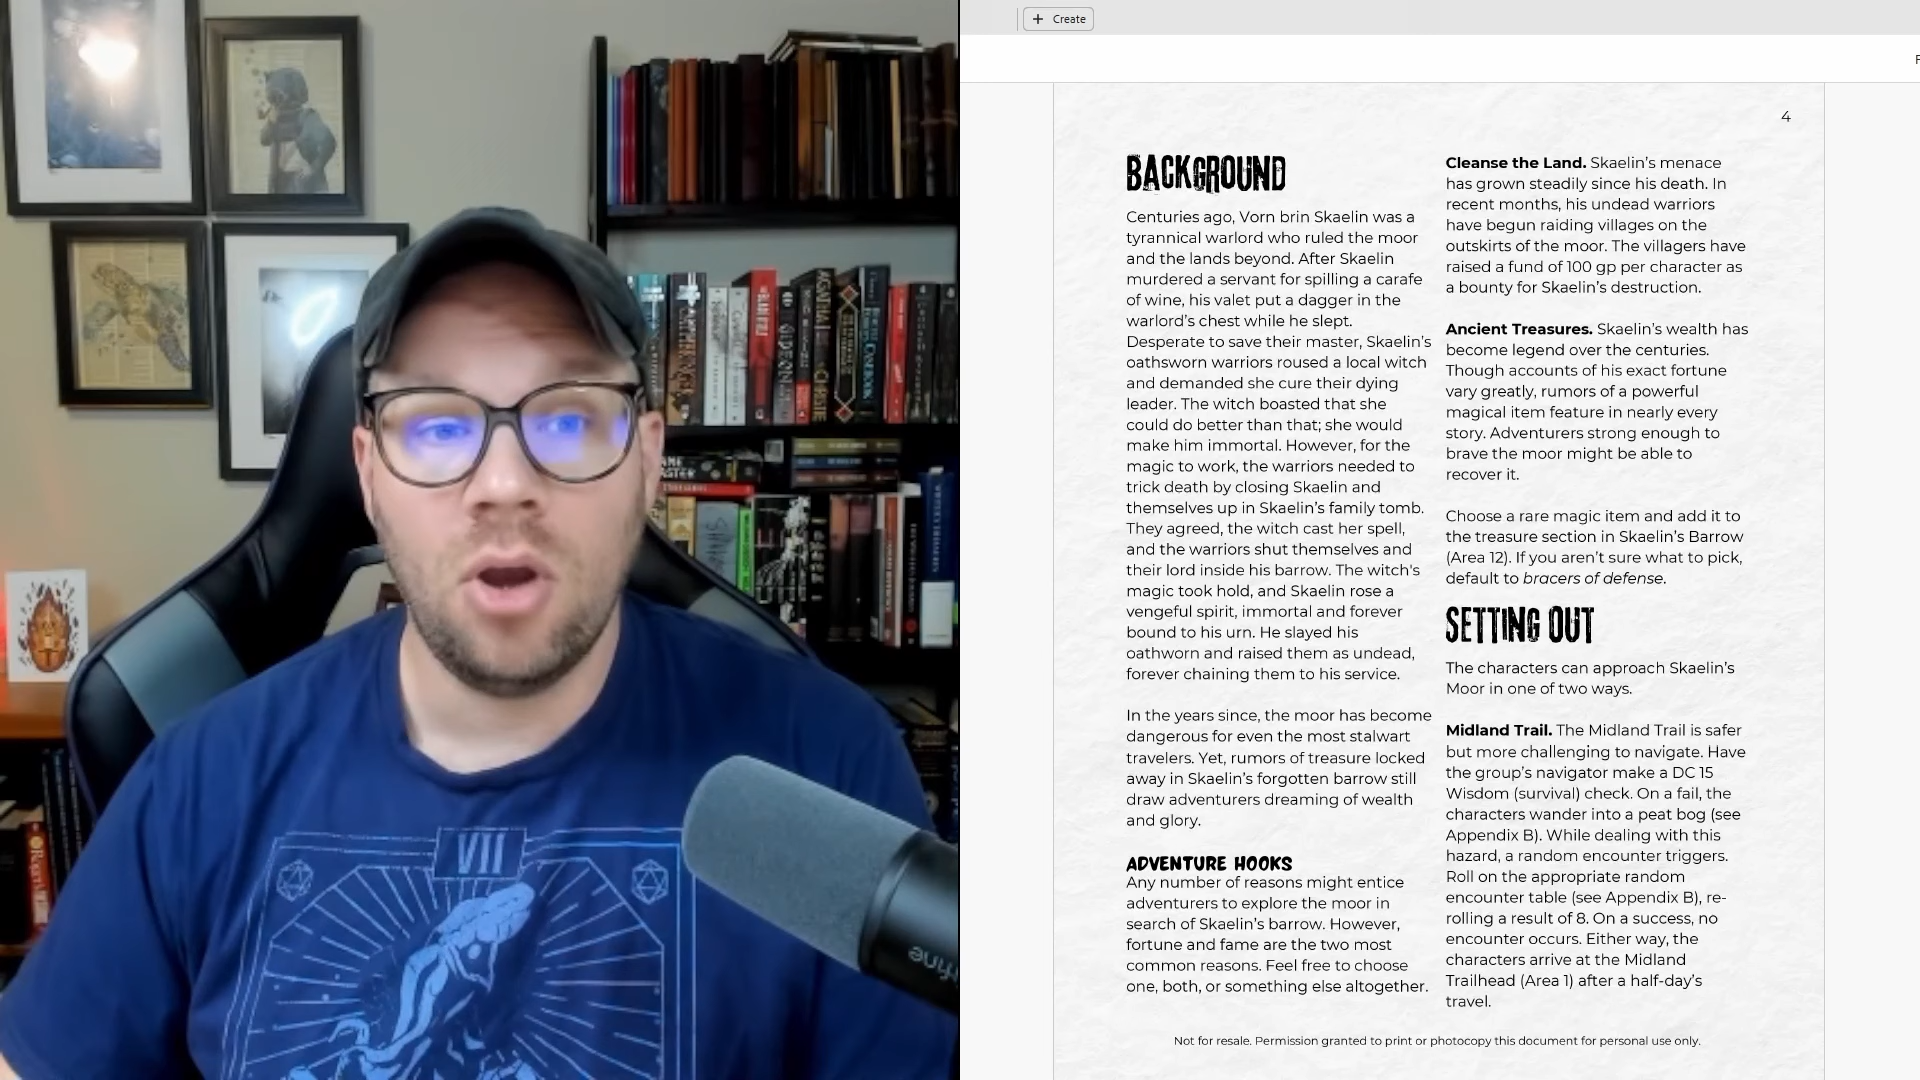 + Create
4
BACKGROUND
Centuries ago, Vorn brin Skaelin was a
tyrannical warlord who ruled the moor
and the lands beyond. After Skaelin
murdered a servant for spilling a carafe
of wine, his valet put a dagger in the
warlord's chest while he slept.
Desperate to save their master, Skaelin's
oathsworn warriors roused a local witch
and demanded she cure their dying
leader. The witch boasted that she
could do better than that; she would
make him immortal. However, for the
magic to work, the warriors needed to
trick death by closing Skaelin and
themselves up in Skaelin's family tomb.
They agreed, the witch cast her spell,
and the warriors shut themselves and
their lord inside his barrow. The witch's
magic took hold, and Skaelin rose a
vengeful spirit, immortal and forever
bound to his urn. He slayed his
oathworn and raised them as undead,
forever chaining them to his service.
In the years since, the moor has become
dangerous for even the most stalwart
travelers. Yet, rumors of treasure locked
away in Skaelin's forgotten barrow still
draw adventurers dreaming of wealth
and glory.
ADVENTURE HOOKS
Any number of reasons might entice
adventurers to explore the moor in
search of Skaelin's barrow. However,
fortune and fame are the two most
common reasons. Feel free to choose
one, both, or something else altogether.
Cleanse the Land. Skaelin's menace
has grown steadily since his death. In
recent months, his undead warriors
have begun raiding villages on the
outskirts of the moor. The villagers have
raised a fund of 100 gp per character as
a bounty for Skaelin's destruction.
Ancient Treasures. Skaelin's wealth has
become legend over the centuries.
Though accounts of his exact fortune
vary greatly, rumors of a powerful
magical item feature in nearly every
story. Adventurers strong enough to
brave the moor might be able to
recover it.
Choose a rare magic item and add it to
the treasure section in Skaelin's Barrow
(Area 12). If you aren't sure what to pick,
default to bracers of defense.
SETTING OUT
The characters can approach Skaelin's
Moor in one of two ways.
Midland Trail. The Midland Trail is safer
but more challenging to navigate. Have
the group's navigator make a DC 15
Wisdom (survival) check. On a fail, the
characters wander into a peat bog (see
Appendix B). While dealing with this
hazard, a random encounter triggers.
Roll on the appropriate random
encounter table (see Appendix B), re-
rolling a result of 8. On a success, no
encounter occurs. Either way, the
characters arrive at the Midland
Trailhead (Area 1) after a half-day's
travel.
Not for resale. Permission granted to print or photocopy this document for personal use only.
VII